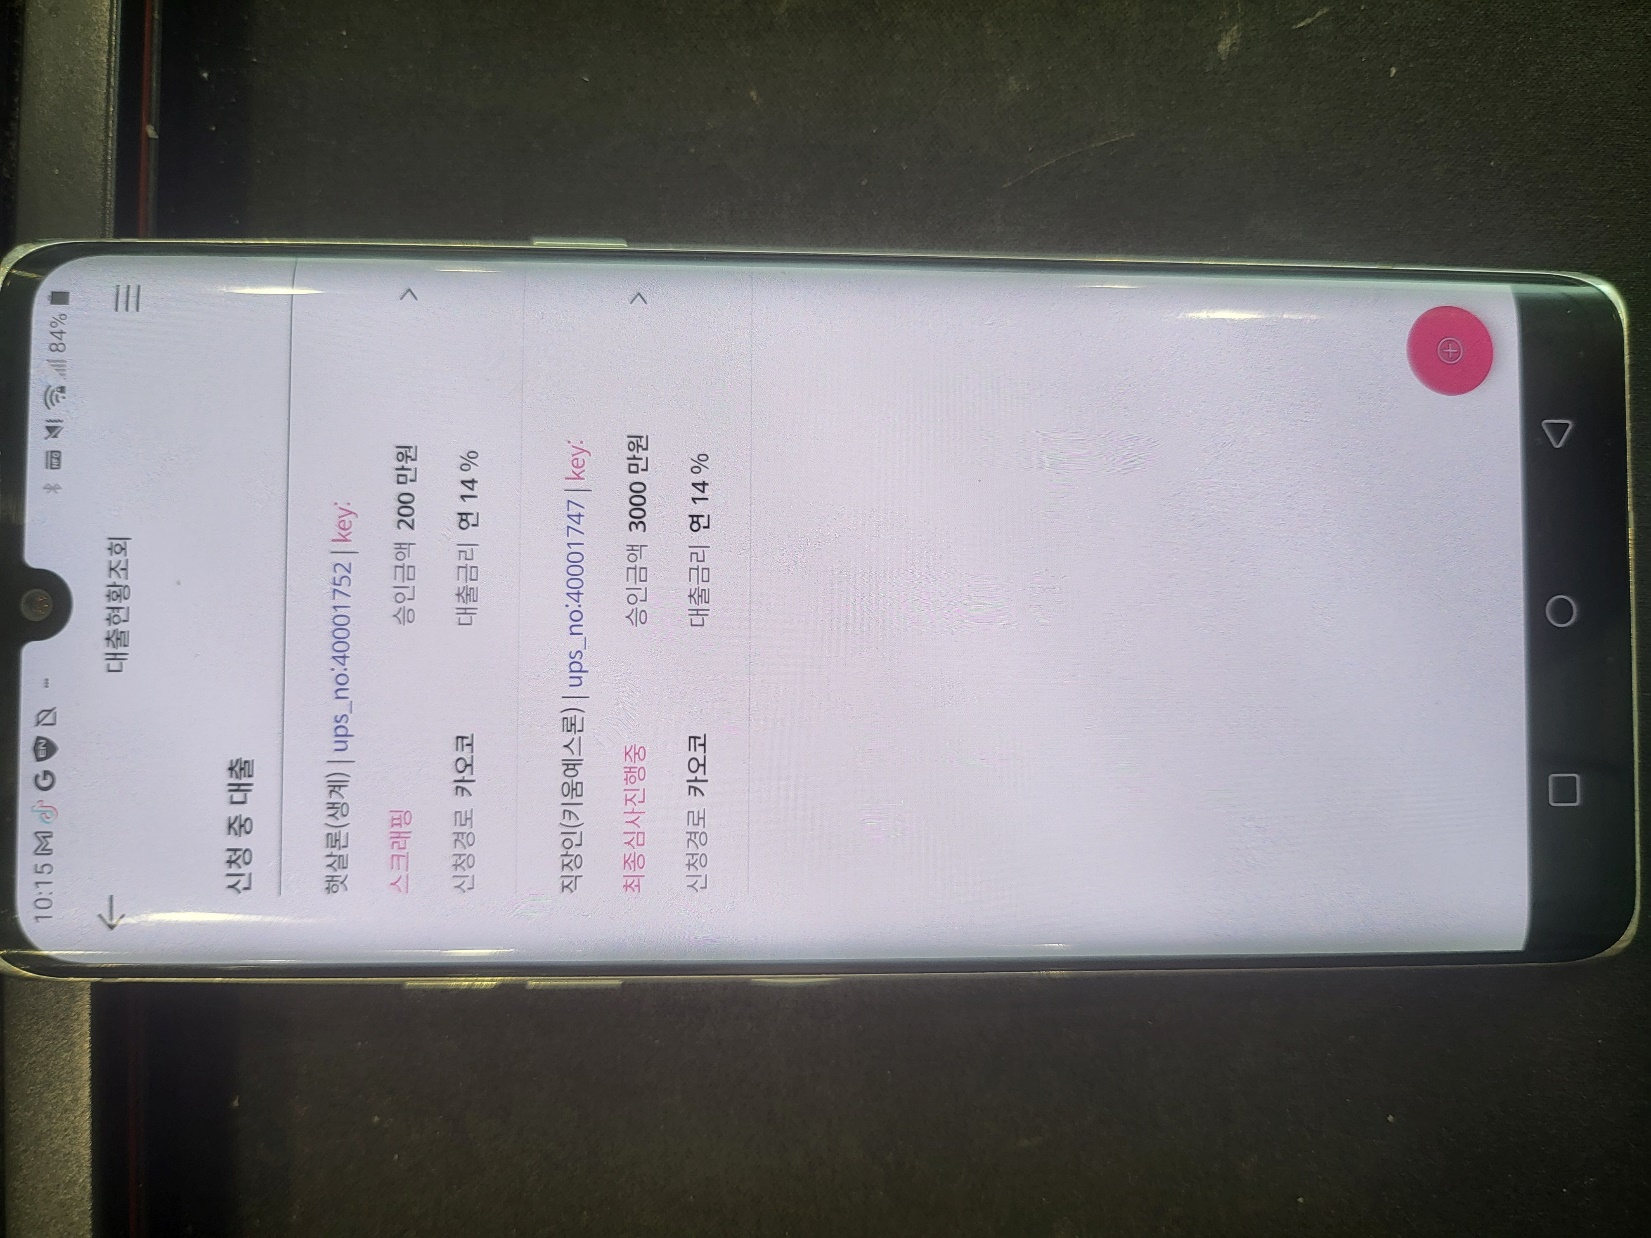 10:15
84%
대출현황조회
신청 중 대출
햇살론(생계) | ups_no:40001752 | key:
스크래핑
승인금액 200 만원
신청경로 카오코
대출금리 연 14 %
직장인(키움예스론) | ups_no:40001747 | key:
최종심사진행중
승인금액 3000 만원
신청경로 카오코
대출금리 연 14 %